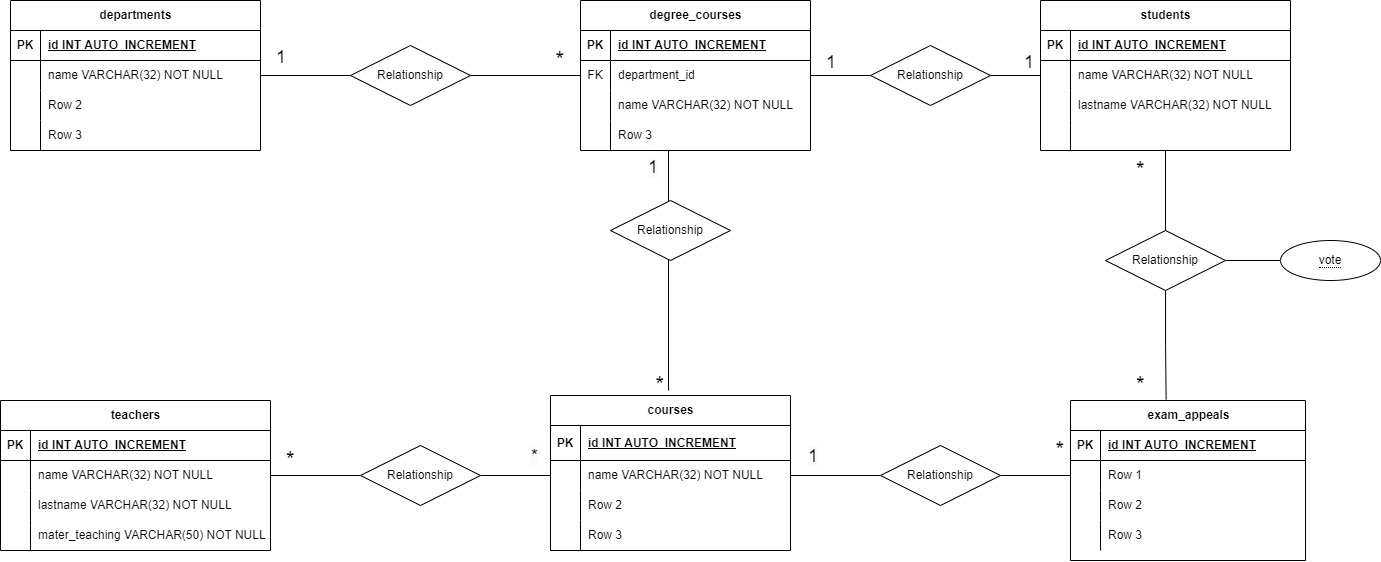 departments
PK id INT AUTO_INCREMENT
name VARCHAR(32) NOT NULL
Row 2
Row 3
1
Relationship
*
degree_courses
PK id INT AUTO_INCREMENT
FK department_id
name VARCHAR(32) NOT NULL
Row 3
1
Relationship
1
students
PK id INT AUTO_INCREMENT
name VARCHAR(32) NOT NULL
lastname VARCHAR(32) NOT NULL
1
Relationship
*
*
Relationship
vote
*
teachers
PK id INT AUTO_INCREMENT
name VARCHAR(32) NOT NULL
lastname VARCHAR(32) NOT NULL
mater_teaching VARCHAR(50) NOT NULL
*
Relationship
*
courses
PK id INT AUTO_INCREMENT
name VARCHAR(32) NOT NULL
Row 2
Row 3
1
Relationship
*
exam_appeals
PK id INT AUTO_INCREMENT
Row 1
Row 2
Row 3